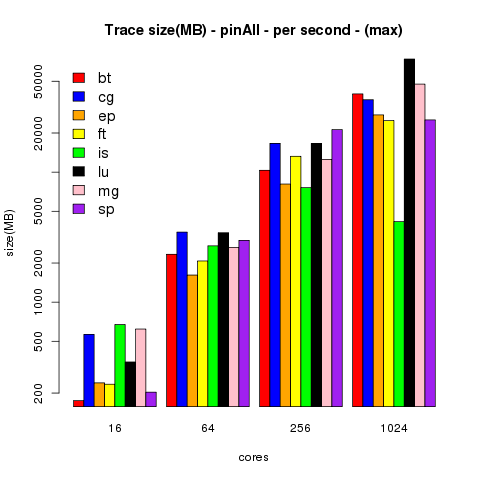 Trace size(MB) - pinAll - per second - (max)
bt
cg
ep
ft
is
lu
mg
sp
size(MB)
50000
20000
5000
2000
1000
500
200
16 64 256 1024
cores